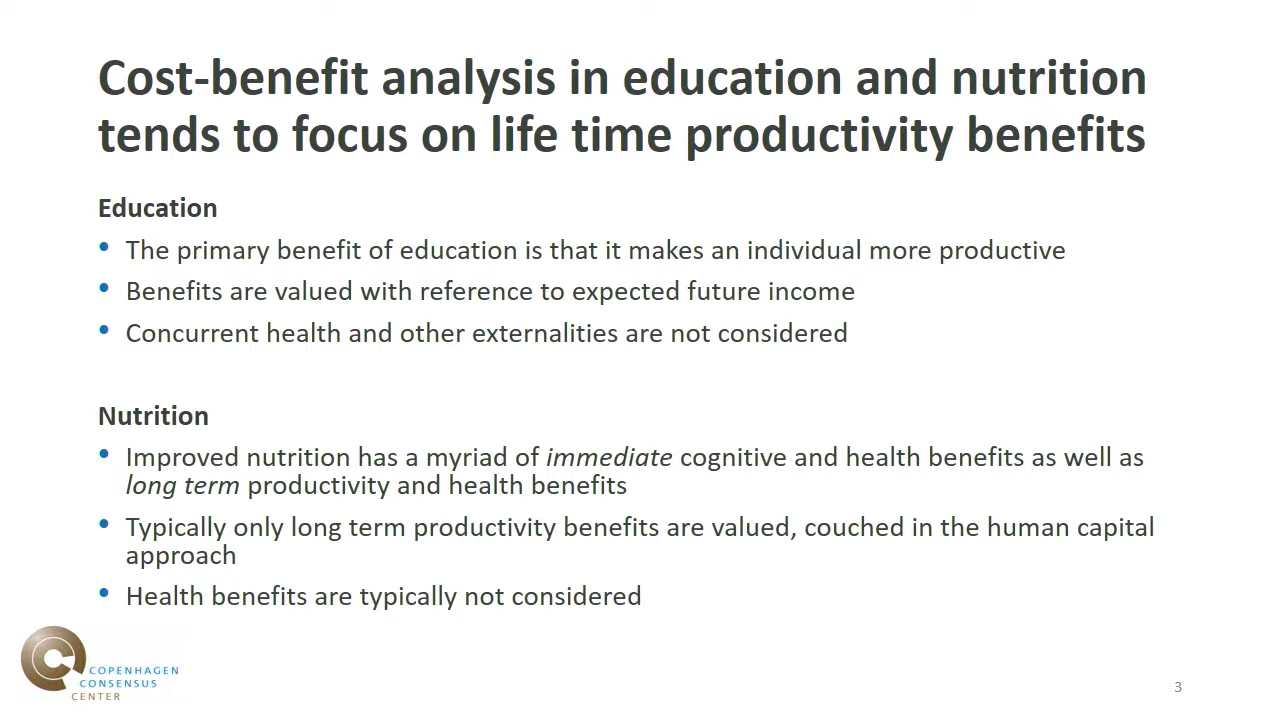 Cost-benefit analysis in education and nutrition
tends to focus on life time productivity benefits
Education
• The primary benefit of education is that it makes an individual more productive
• Benefits are valued with reference to expected future income
• Concurrent health and other externalities are not considered
Nutrition
• Improved nutrition has a myriad of immediate cognitive and health benefits as well as
long term productivity and health benefits
• Typically only long term productivity benefits are valued, couched in the human capital
approach
• Health benefits are typically not considered
COPENHAGEN
CONSENSUS
CENTER
3